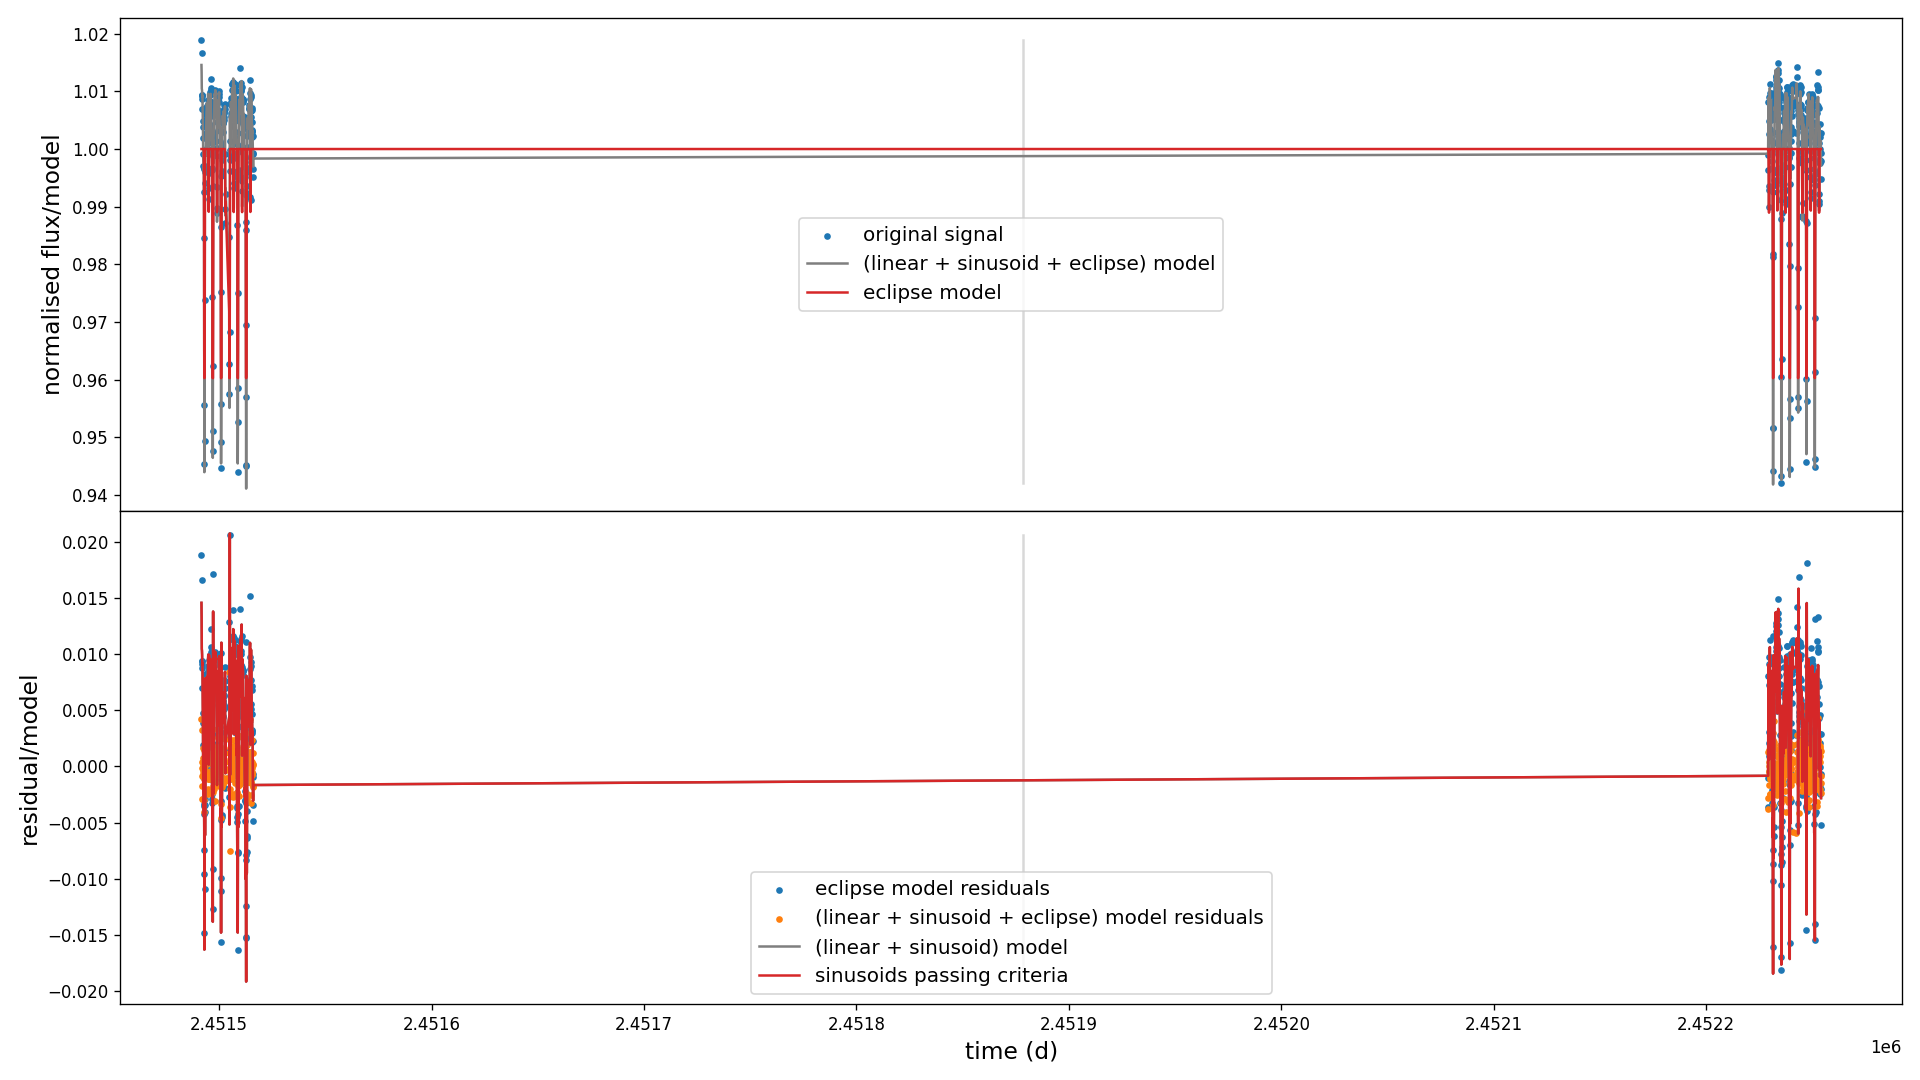 normalised flux/model
1.02
1.01
1.00
0.99
0.98
0.97
0.96
0.95
0.94
original signal
(linear + sinusoid + eclipse) model
eclipse model
residual/model
0.020
0.015
0.010
0.005
0.000
−0.005
−0.010
−0.015
−0.020
eclipse model residuals
(linear + sinusoid + eclipse) model residuals
(linear + sinusoid) model
sinusoids passing criteria
2.4515 2.4516 2.4517 2.4518 2.4519 2.4520 2.4521 2.4522
1e6
time (d)